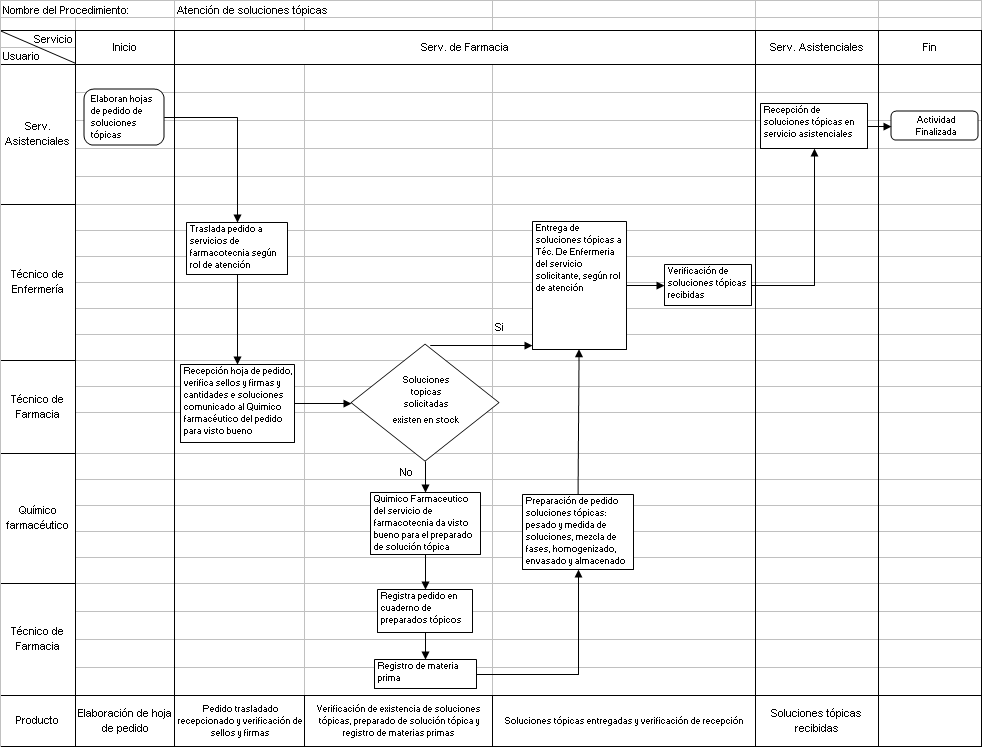 Nombre del Procedimiento:
Atención de soluciones tópicas
Servicio
Usuario
Inicio
Serv. de Farmacia
Serv. Asistenciales
Fin
Serv.
Asistenciales
Elaboran hojas
de pedido de
soluciones
tópicas
Recepción de
soluciones tópicas en
servicio asistenciales
Actividad
Finalizada
Técnico de
Enfermería
Traslada pedido a
servicios de
farmacotecnia según
rol de atención
Entrega de
soluciones tópicas a
Téc. De Enfermeria
del servicio
solicitante, según rol
de atención
Verificación de
soluciones tópicas
recibidas
Si
Técnico de
Farmacia
Recepción hoja de pedido,
verifica sellos y firmas y
cantidades e soluciones
comunicado al Quimico
farmacéutico del pedido
para visto bueno
Soluciones
topicas
solicitadas
existen en stock
No
Químico
farmacéutico
Quimico Farmaceutico
del servicio de
farmacotecnia da visto
bueno para el preparado
de solución tópica
Preparación de pedido
soluciones tópicas:
pesado y medida de
soluciones, mezcla de
fases, homogenizado,
envasado y almacenado
Técnico de
Farmacia
Registra pedido en
cuaderno de
preparados tópicos
Registro de materia
prima
Producto
Elaboración de hoja
de pedido
Pedido trasladado
recepcionado y verificación de
sellos y firmas
Verificación de existencia de soluciones
tópicas, preparado de solución tópica y
registro de materias primas
Soluciones tópicas entregadas y verificación de recepción
Soluciones tópicas
recibidas